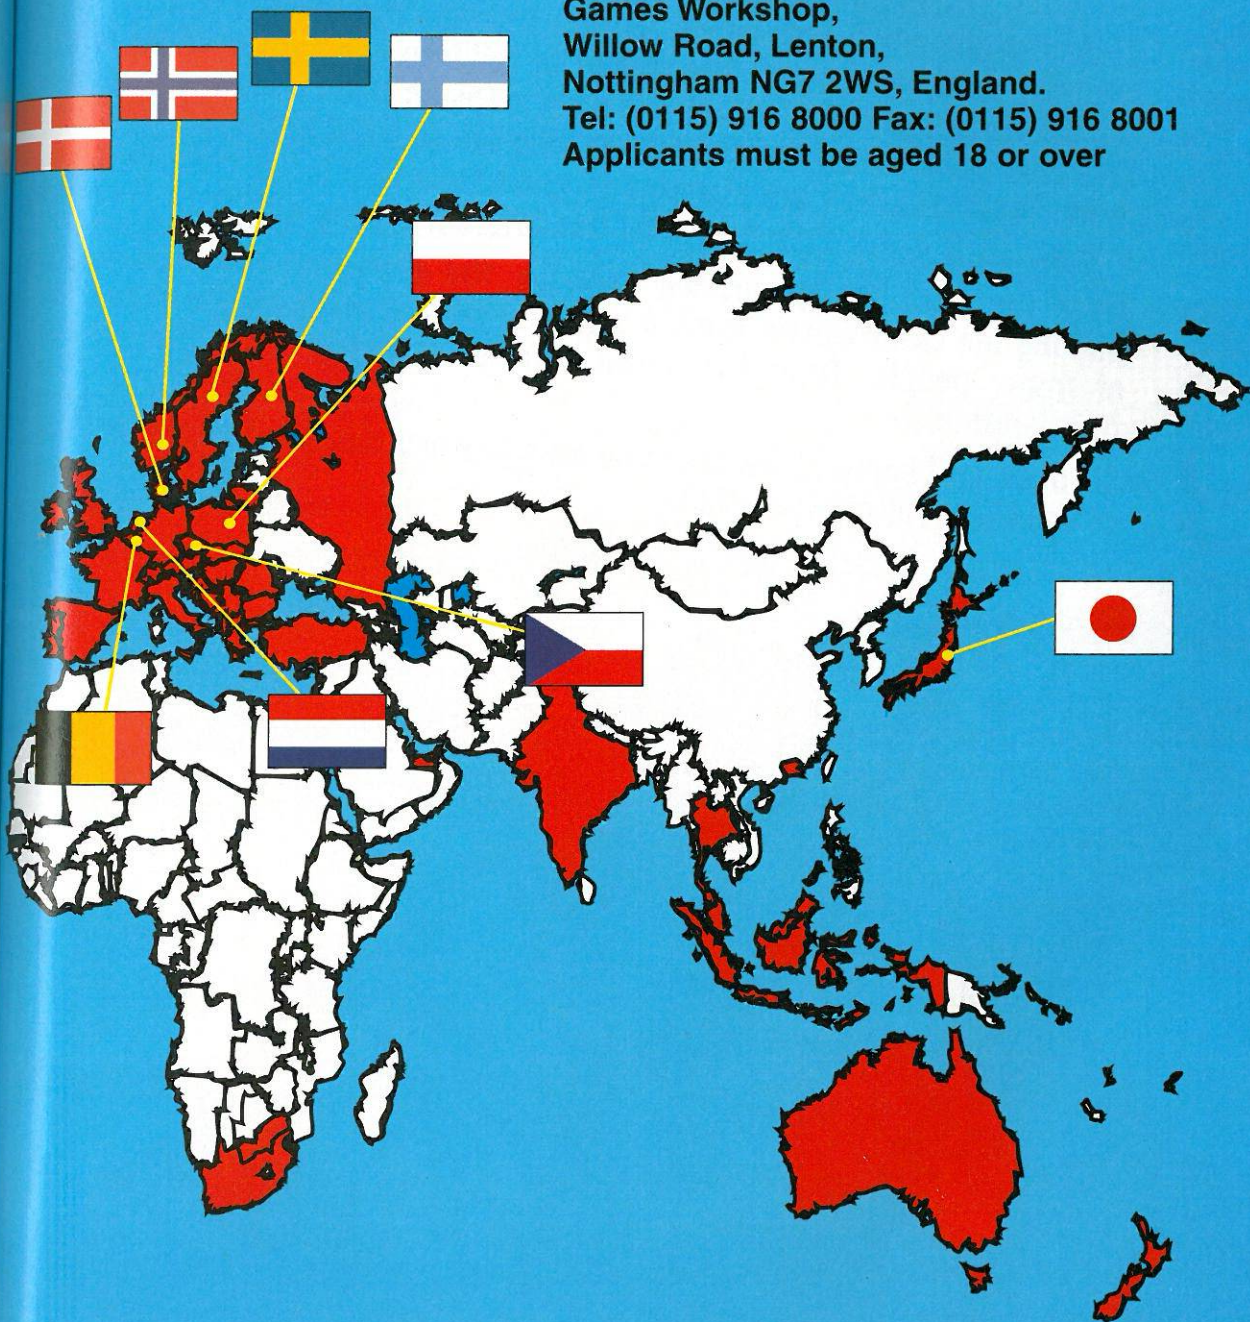 Games Workshop,
Willow Road, Lenton,
Nottingham NG7 2WS, England.
Tel: (0115) 916 8000 Fax: (0115) 916 8001
Applicants must be aged 18 or over